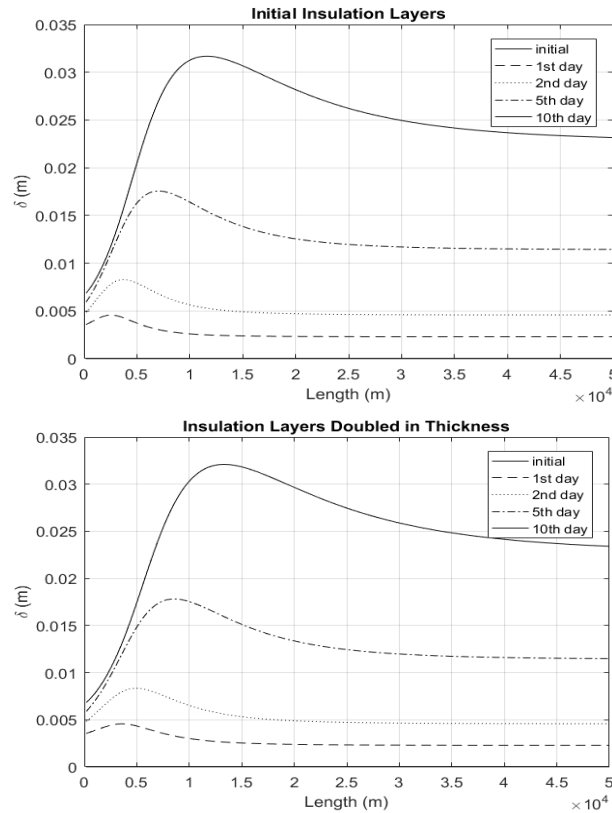 Initial Insulation Layers
initial
1st day
2nd day
5th day
10th day
0.035
0.03
0.025
0.02
0.015
0.01
0.005
0
δ (m)
0 0.5 1 1.5 2 2.5 3 3.5 4 4.5 5
Length (m)
× 10⁴
Insulation Layers Doubled in Thickness
initial
1st day
2nd day
5th day
10th day
0.035
0.03
0.025
0.02
0.015
0.01
0.005
0
δ (m)
0 0.5 1 1.5 2 2.5 3 3.5 4 4.5 5
Length (m)
× 10⁴